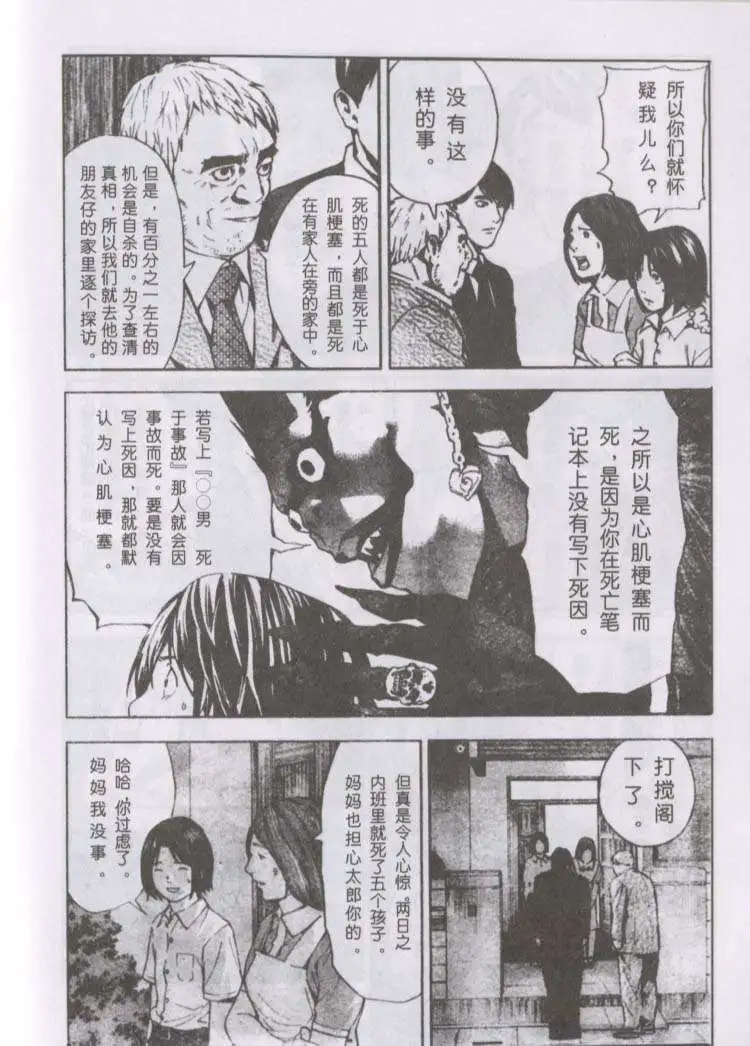 所以你们就怀
疑我儿么？
没有这
样的事。
死的五人都是死于心
肌梗塞，而且都是死
在有家人在旁的家中。
但是，有百分之一左右的
机会是自杀的。为了查清
真相，所以我们就去他的
朋友仔的家里逐个探访。
之所以是心肌梗塞而
死，是因为你在死亡笔
记本上没有写下死因。
若写上『○○男　死
于事故』那人就会因
事故而死。要是没有
写上死因，那就都默
认为心肌梗塞。
打搅阁
下了。
但真是令人心惊。两日之
内班里就死了五个孩子。
妈妈也担心太郎你的。
哈哈 你过虑了。
妈妈我没事。